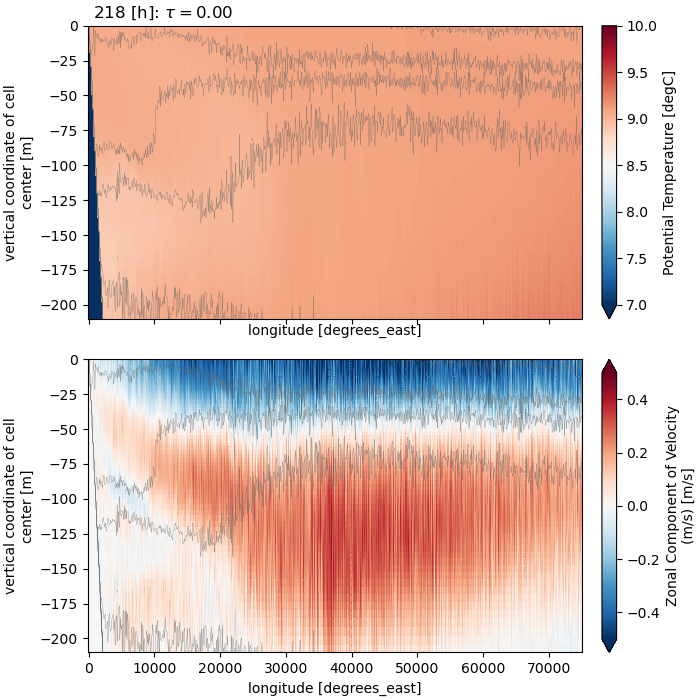 218 [h]: τ = 0.00
0
−25
−50
−75
−100
−125
−150
−175
−200
vertical coordinate of cell
center [m]
longitude [degrees_east]
10.0
9.5
9.0
8.5
8.0
7.5
7.0
Potential Temperature [degC]
0
−25
−50
−75
−100
−125
−150
−175
−200
vertical coordinate of cell
center [m]
0 10000 20000 30000 40000 50000 60000 70000
longitude [degrees_east]
0.4
0.2
0.0
−0.2
−0.4
Zonal Component of Velocity
(m/s) [m/s]